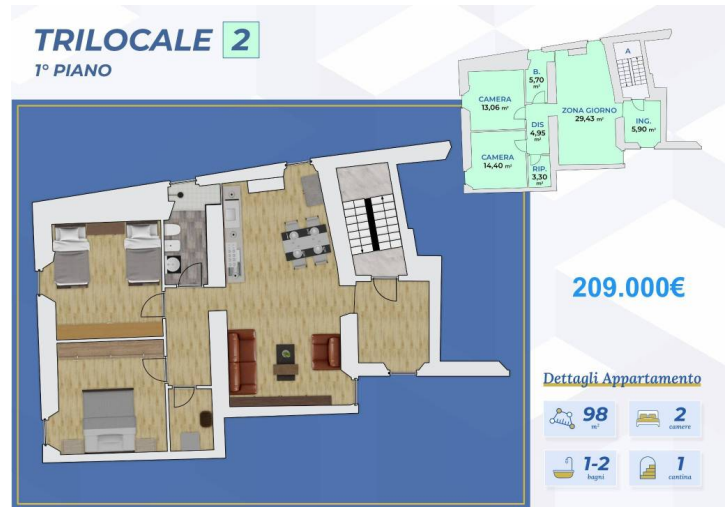 TRILOCALE 2
1° PIANO
A
B.
5,70
m²
CAMERA
13,06 m²
ZONA GIORNO
29,43 m²
DIS
4,95
m²
ING.
5,90 m²
CAMERA
14,40 m²
RIP.
3,30
m²
209.000€
Dettagli Appartamento
98
m²
2
camere
1-2
bagni
1
cantina